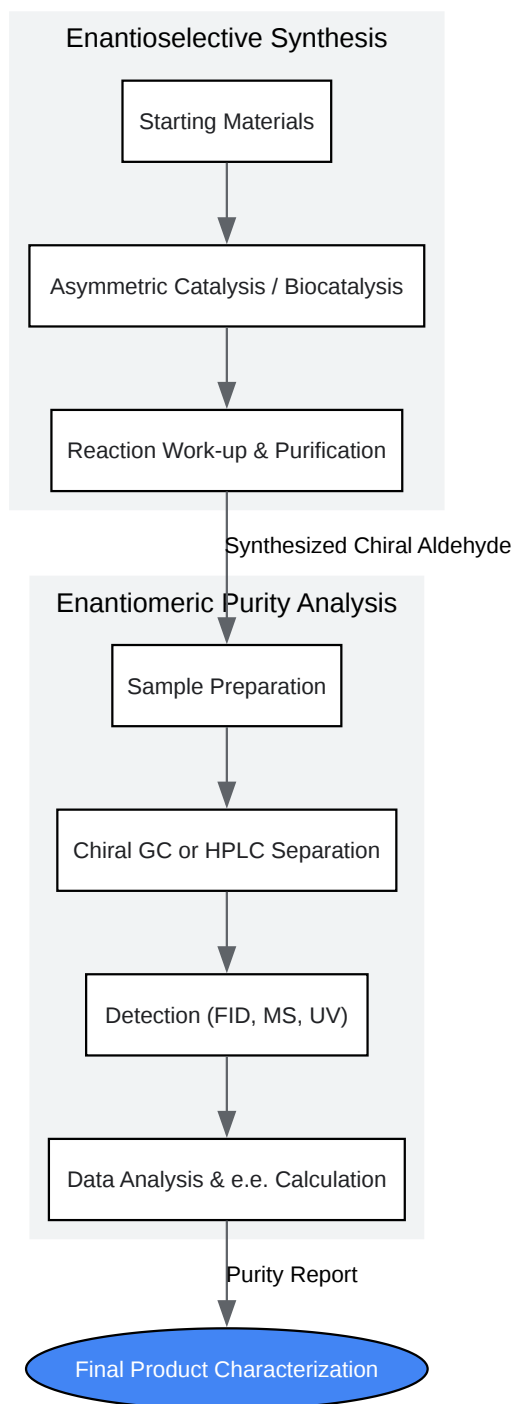 Enantioselective Synthesis
Starting Materials
Asymmetric Catalysis / Biocatalysis
Reaction Work-up & Purification
Synthesized Chiral Aldehyde
Enantiomeric Purity Analysis
Sample Preparation
Chiral GC or HPLC Separation
Detection (FID, MS, UV)
Data Analysis & e.e. Calculation
Purity Report
Final Product Characterization